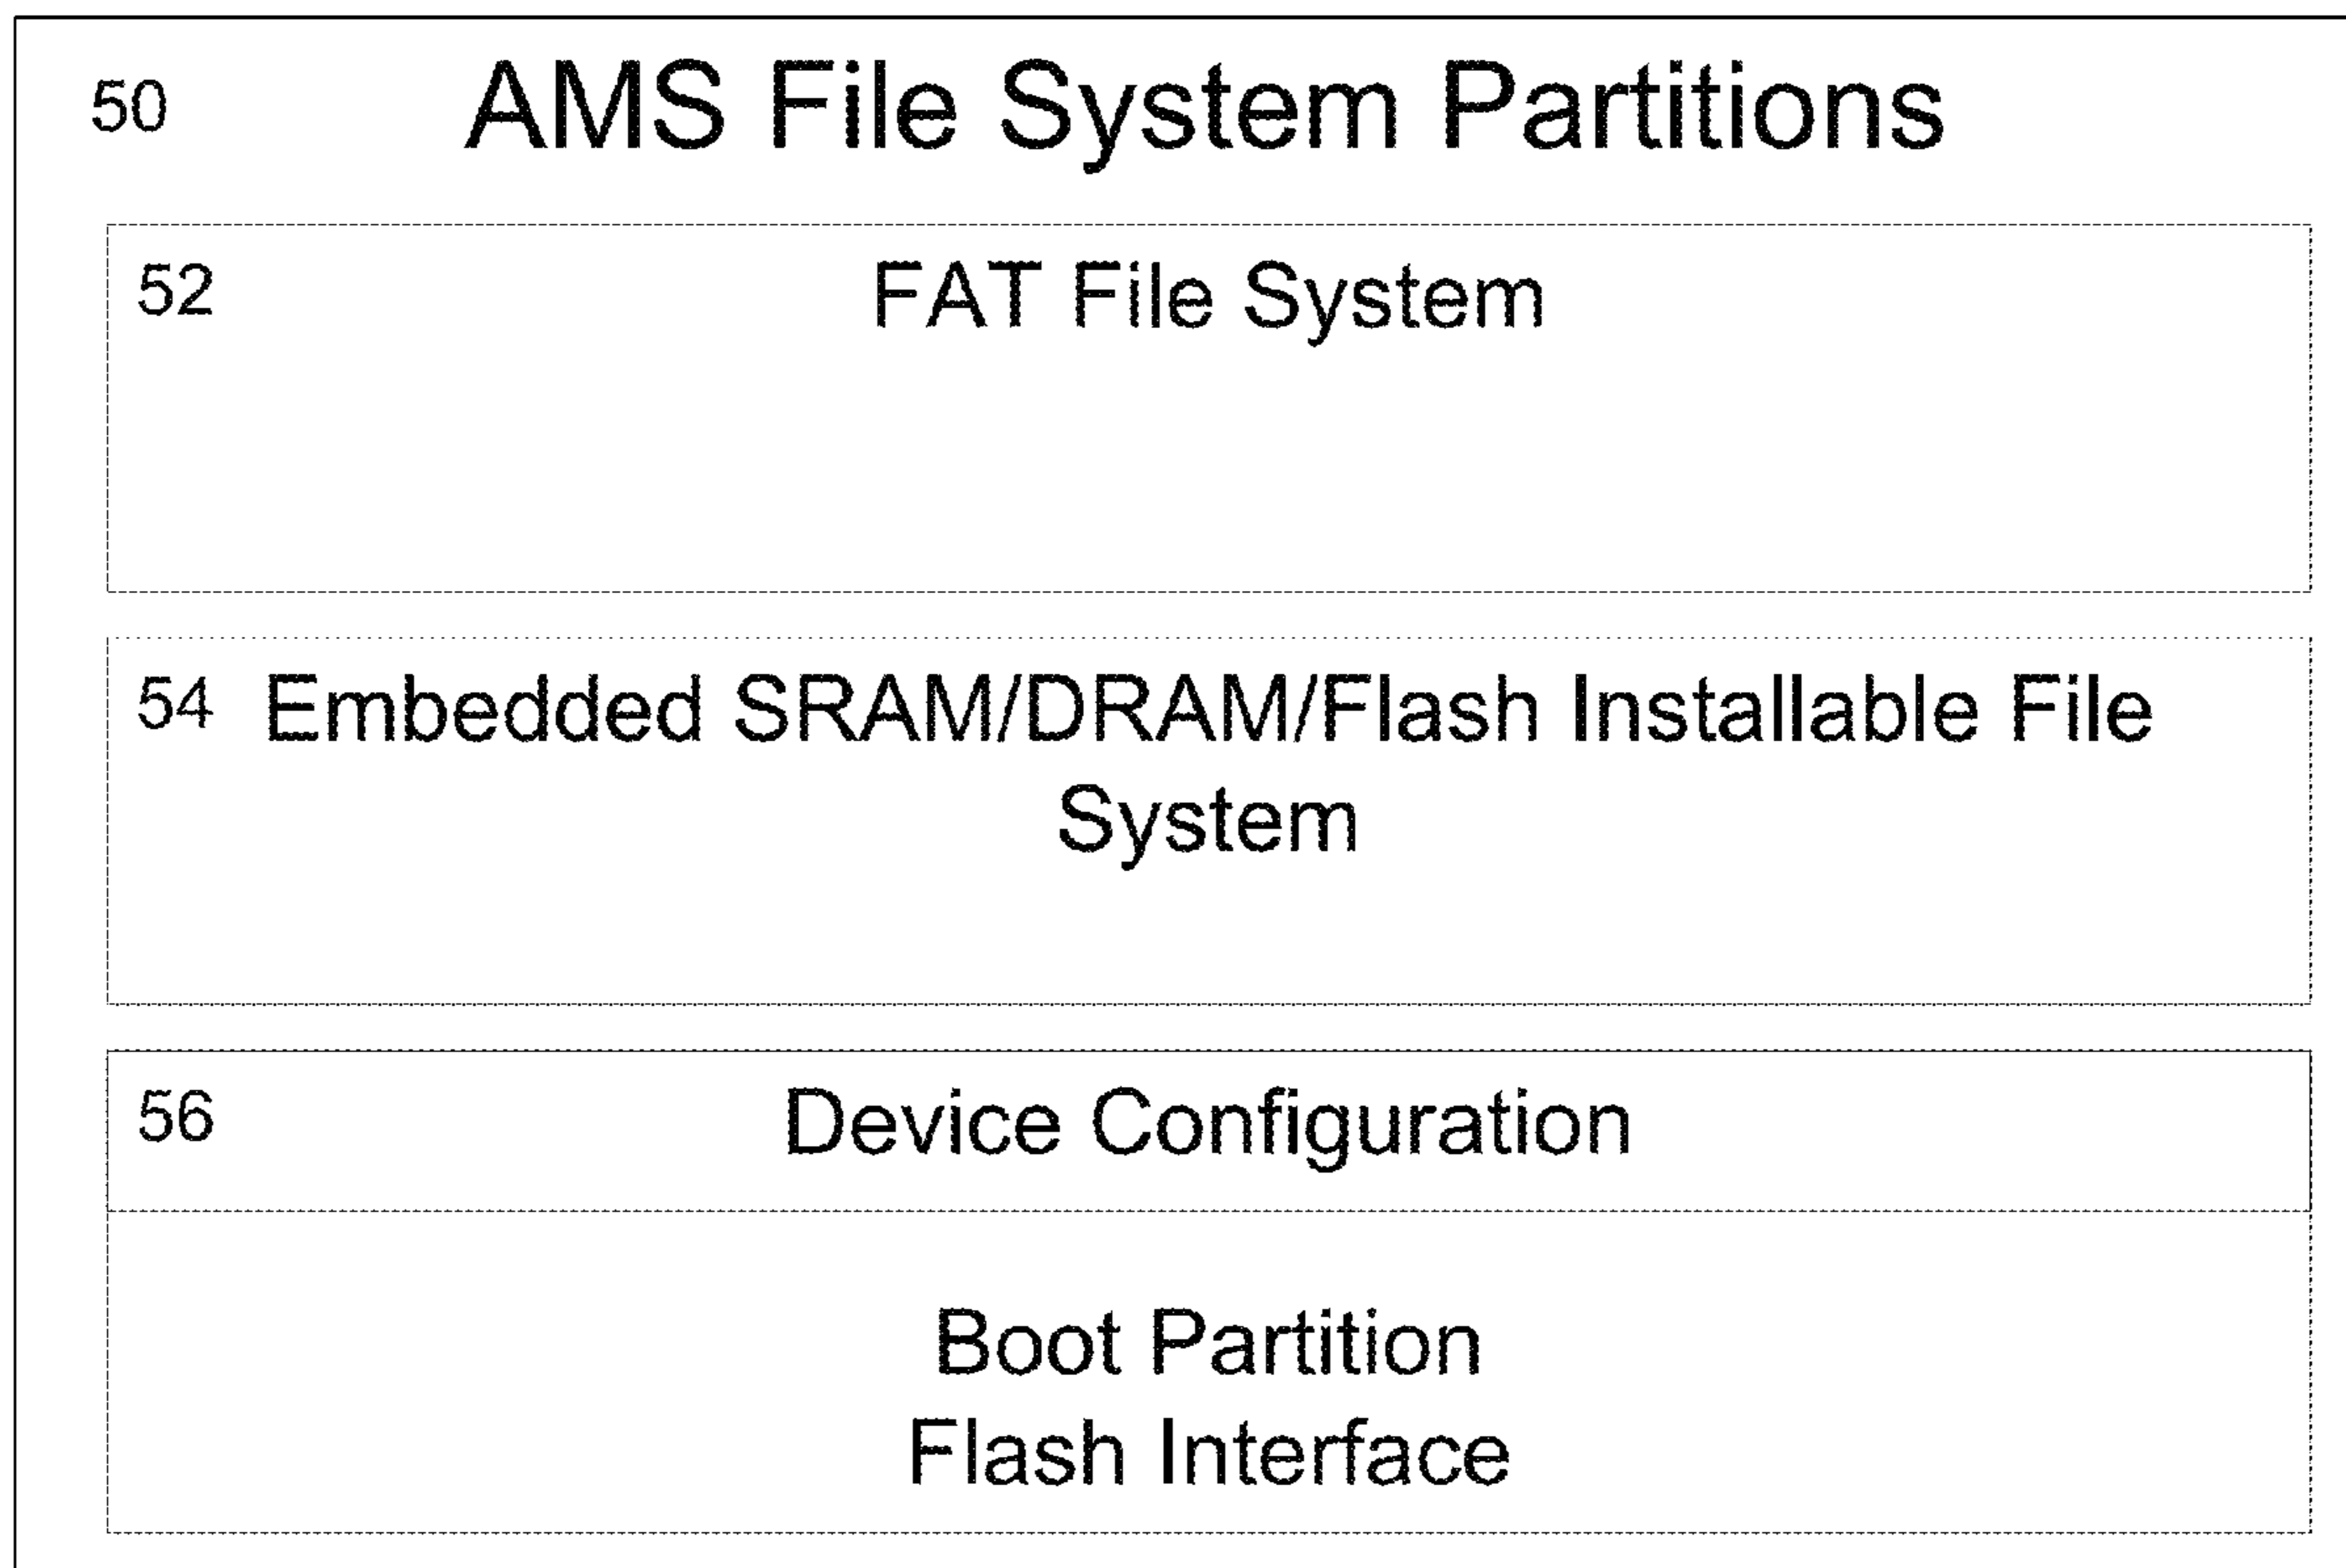 50 AMS File System Partitions
52 FAT File System
54 Embedded SRAM/DRAM/Flash Installable File
System
56 Device Configuration
Boot Partition
Flash Interface